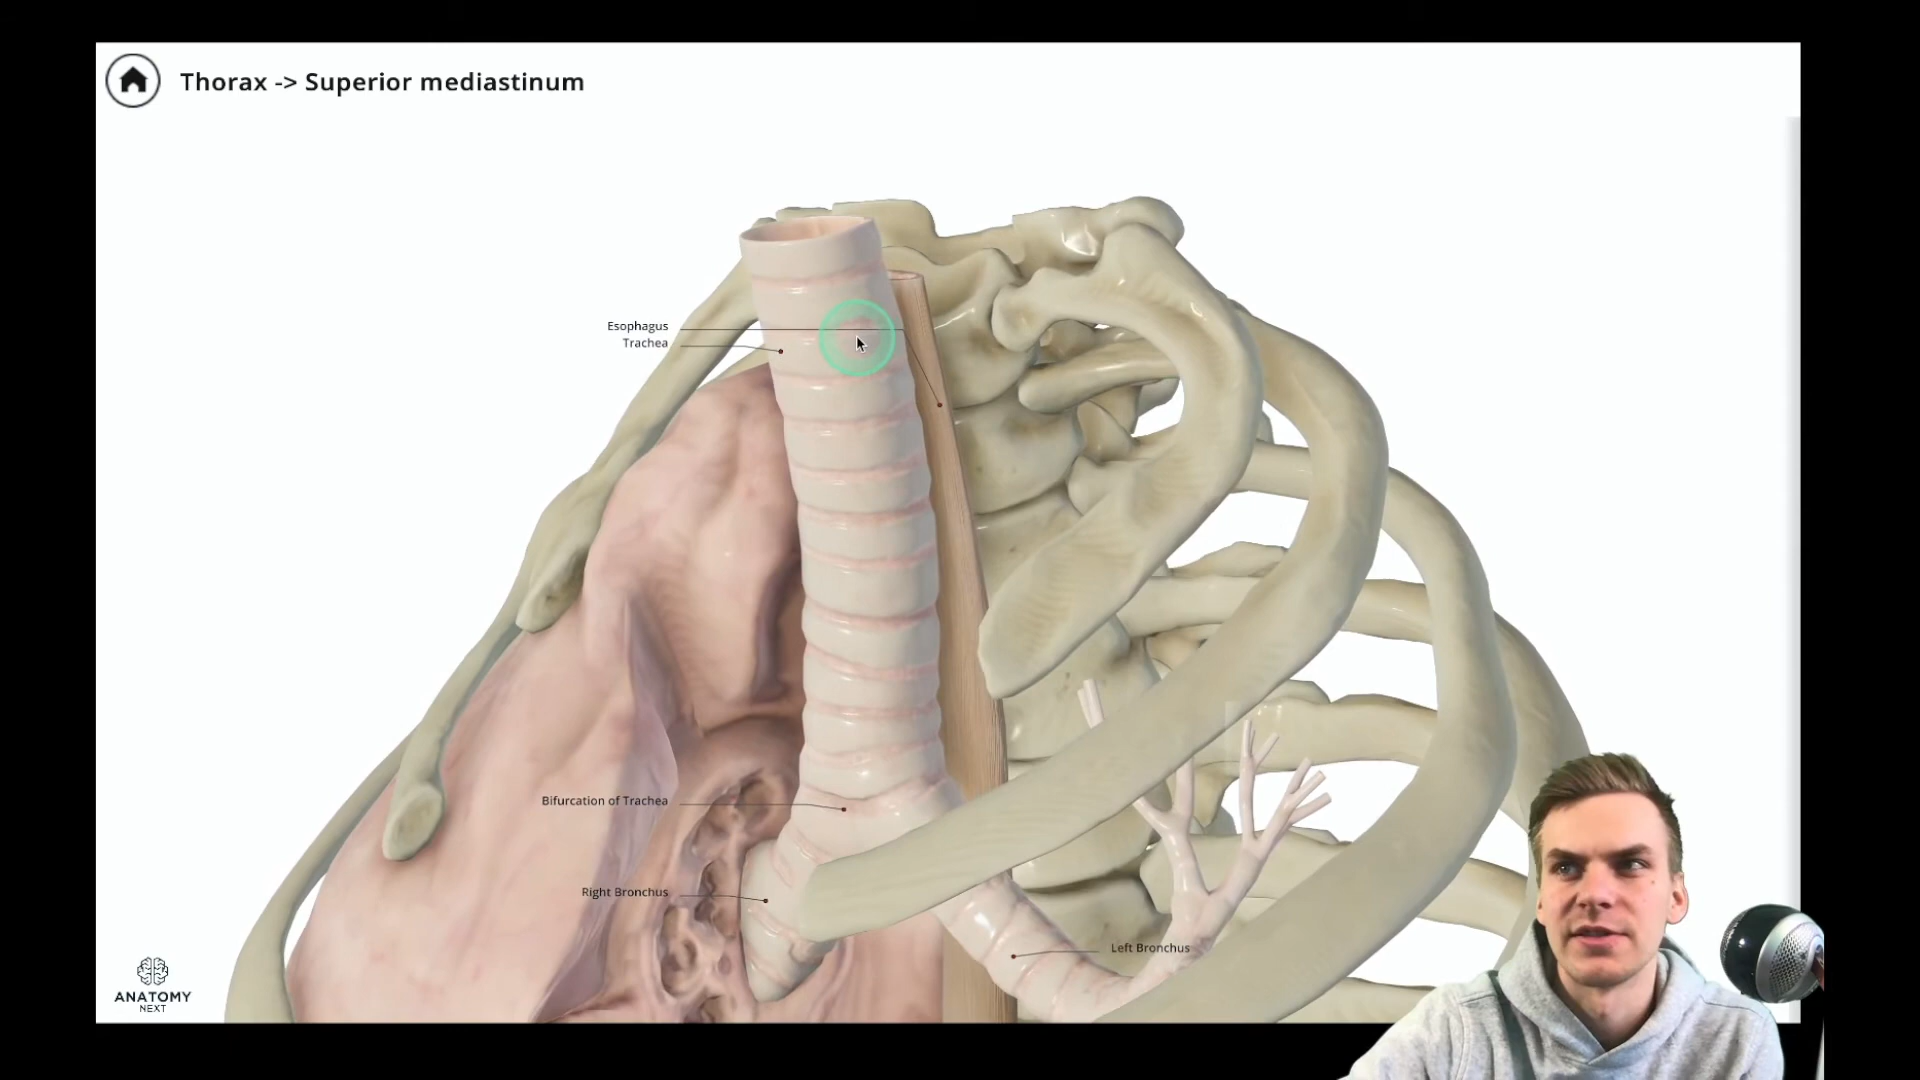 Thorax -> Superior mediastinum
Esophagus
Trachea
Bifurcation of Trachea
Right Bronchus
Left Bronchus
ANATOMY
NEXT